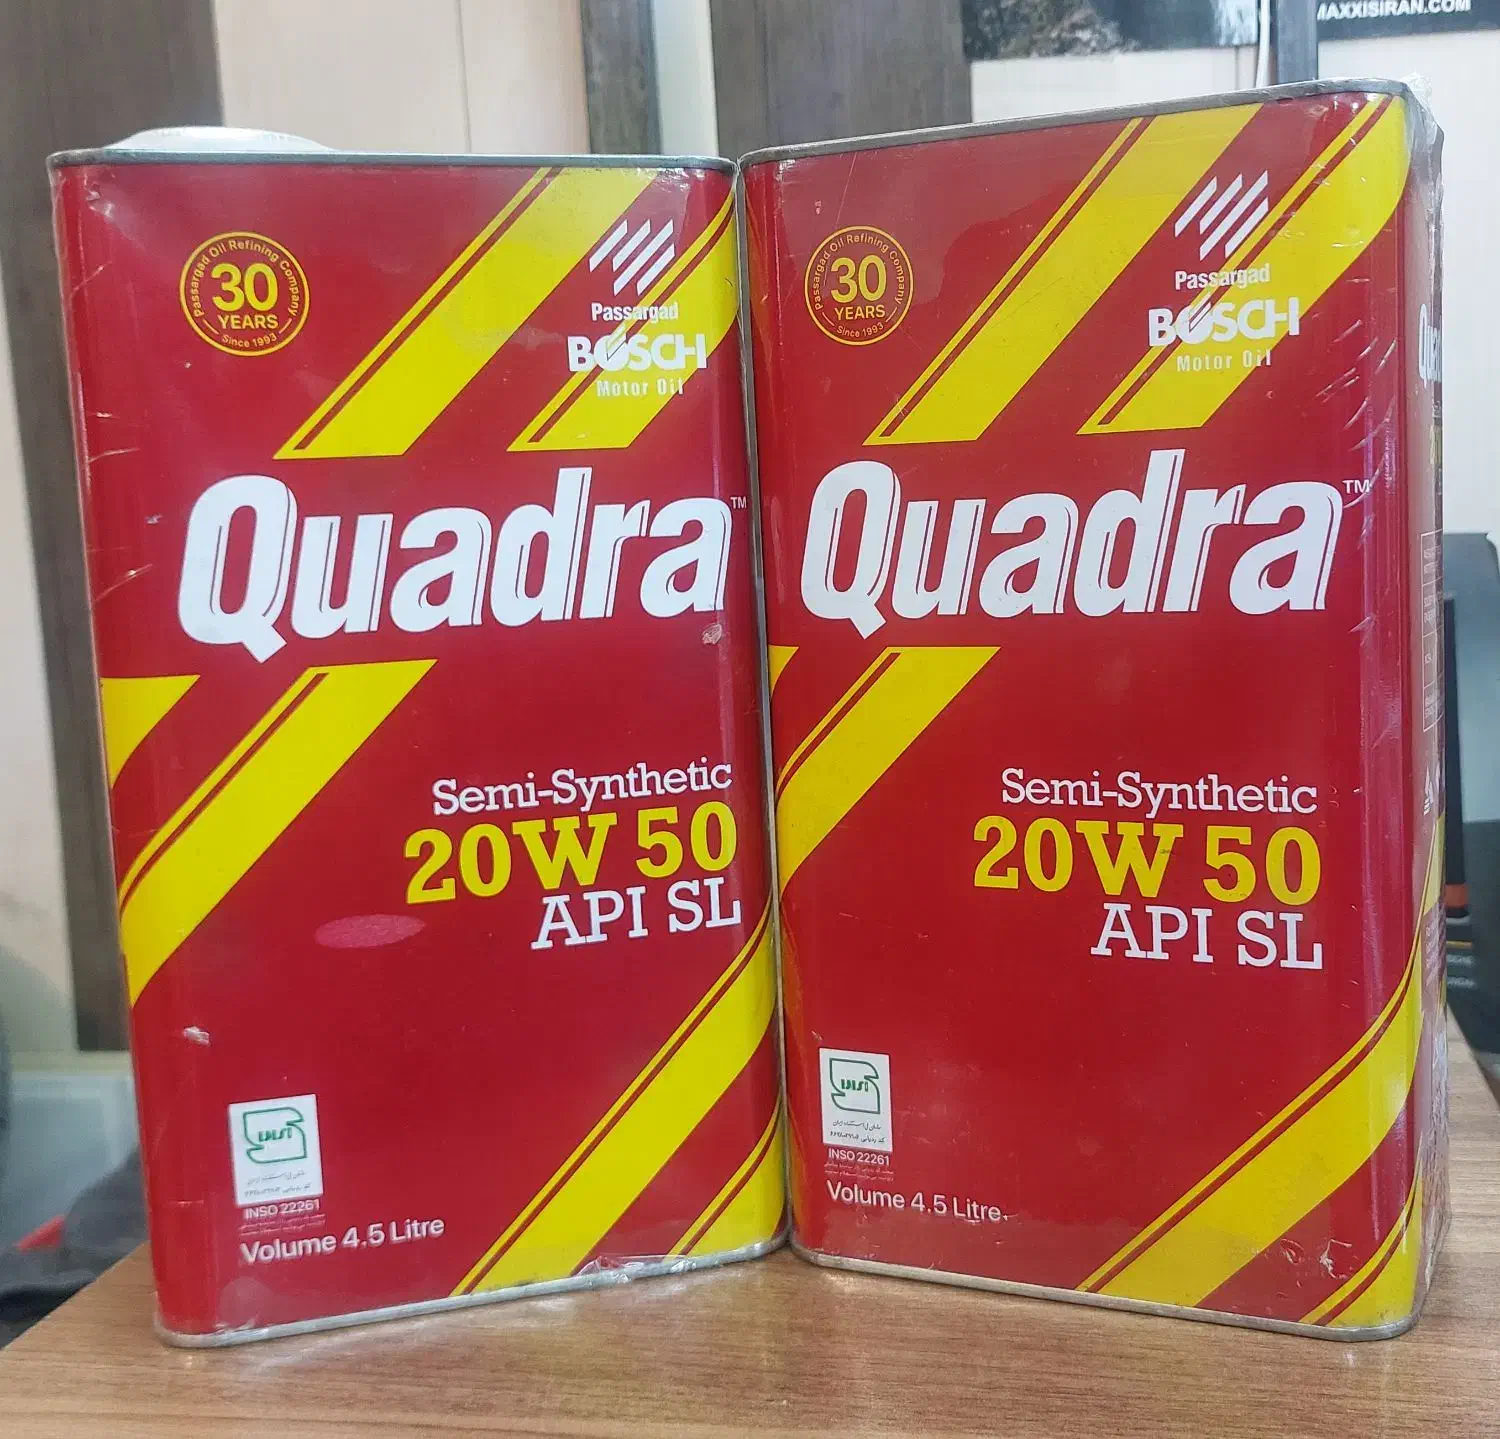 MAXXISIRAN.COM
Passargad Oil Refining Company
30
YEARS
Since 1993
Passargad
BOSCH
Motor Oil
Quadra™
Semi-Synthetic
20W 50
API SL
INSO 22261
Volume 4.5 Litre
Passargad Oil Refining Company
30
YEARS
Since 1993
Passargad
BOSCH
Motor Oil
Quadra™
Semi-Synthetic
20W 50
API SL
INSO 22261
Volume 4.5 Litre